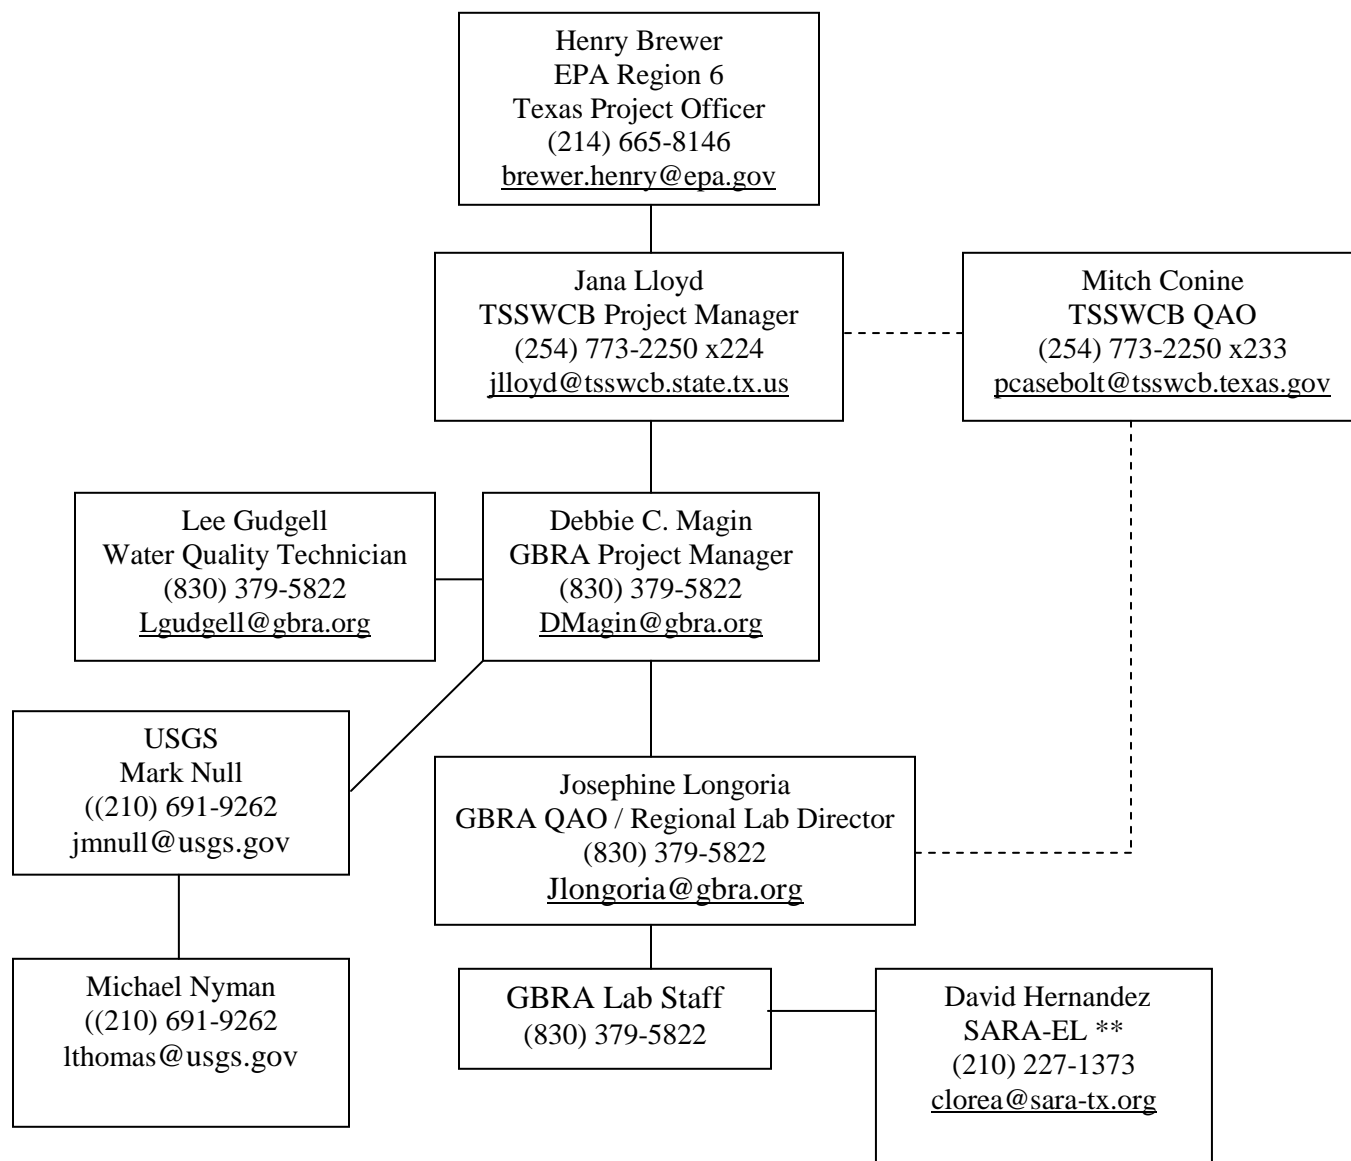 Henry Brewer
EPA Region 6
Texas Project Officer
(214) 665-8146
brewer.henry@epa.gov
Jana Lloyd
TSSWCB Project Manager
(254) 773-2250 x224
jlloyd@tsswcb.state.tx.us
Mitch Conine
TSSWCB QAO
(254) 773-2250 x233
pcasebolt@tsswcb.texas.gov
Lee Gudgell
Water Quality Technician
(830) 379-5822
Lgudgell@gbra.org
Debbie C. Magin
GBRA Project Manager
(830) 379-5822
DMagin@gbra.org
USGS
Mark Null
((210) 691-9262
jmnull@usgs.gov
Josephine Longoria
GBRA QAO / Regional Lab Director
(830) 379-5822
Jlongoria@gbra.org
Michael Nyman
((210) 691-9262
lthomas@usgs.gov
GBRA Lab Staff
(830) 379-5822
David Hernandez
SARA-EL **
(210) 227-1373
clorea@sara-tx.org